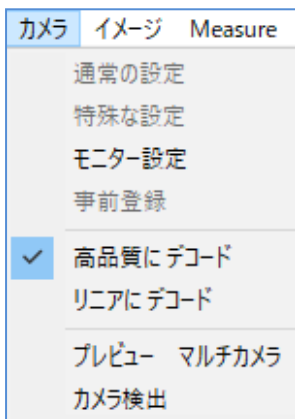 カメラ イメージ Measure
通常の設定
特殊な設定
モニター設定
事前登録
高品質にデコード
リニアにデコード
プレビュー マルチカメラ
カメラ検出